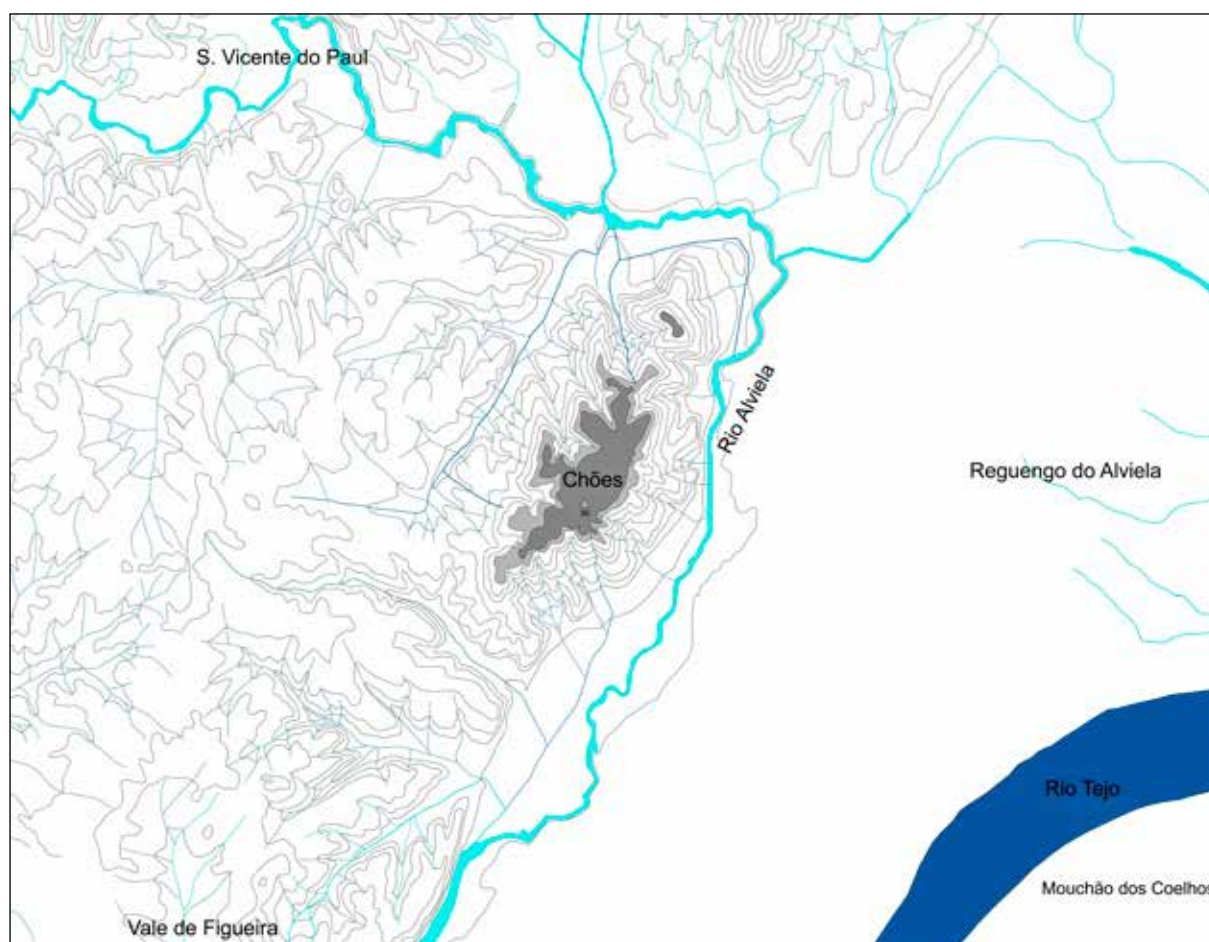 S. Vicente do Paul
Rio Alviela
Reguengo do Alviela
Chões
Rio Tejo
Mouchão dos Coelhos
Vale de Figueira